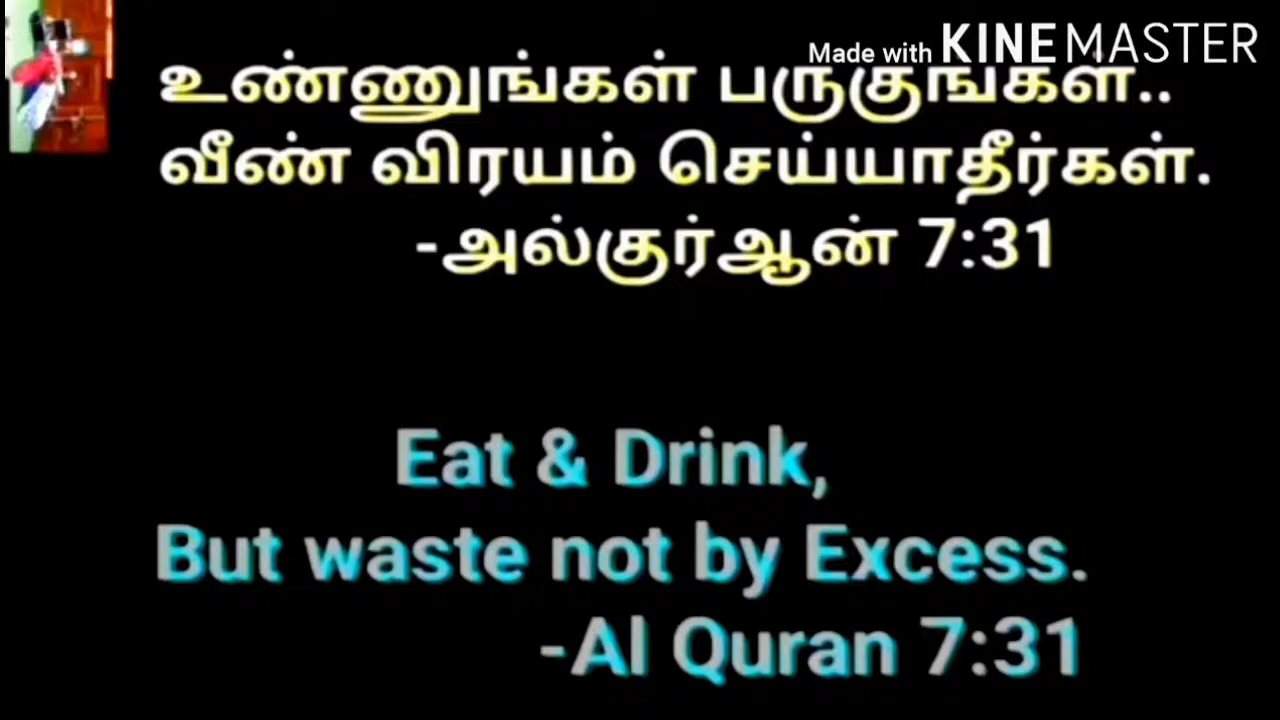 Made with KINEMASTER
உண்ணுங்கள் பருகுங்கள்..
வீண் விரயம் செய்யாதீர்கள்.
-அல்குர்ஆன் 7:31
Eat & Drink,
But waste not by Excess.
-Al Quran 7:31